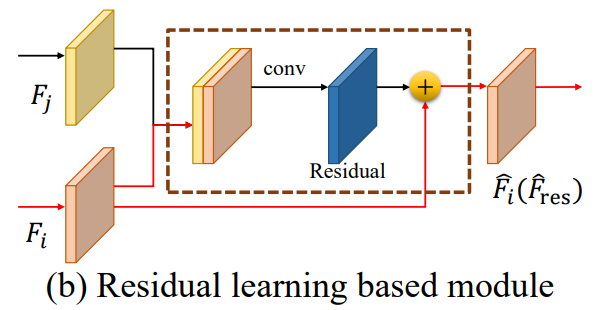 F_j
conv
+
Residual
F̂_i(F̂_res)
F_i
(b) Residual learning based module